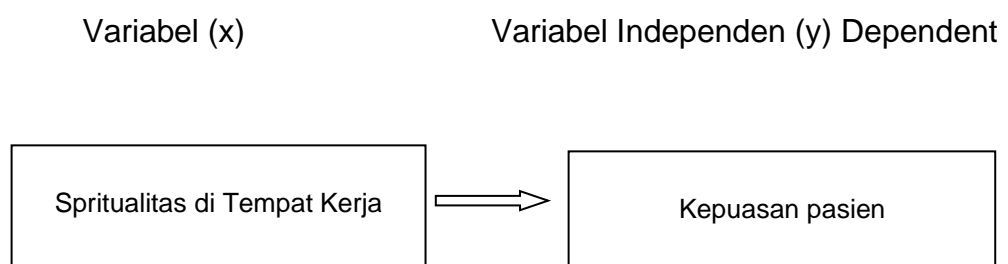 Variabel (x) Variabel Independen (y) Dependent
Spritualitas di Tempat Kerja
Kepuasan pasien